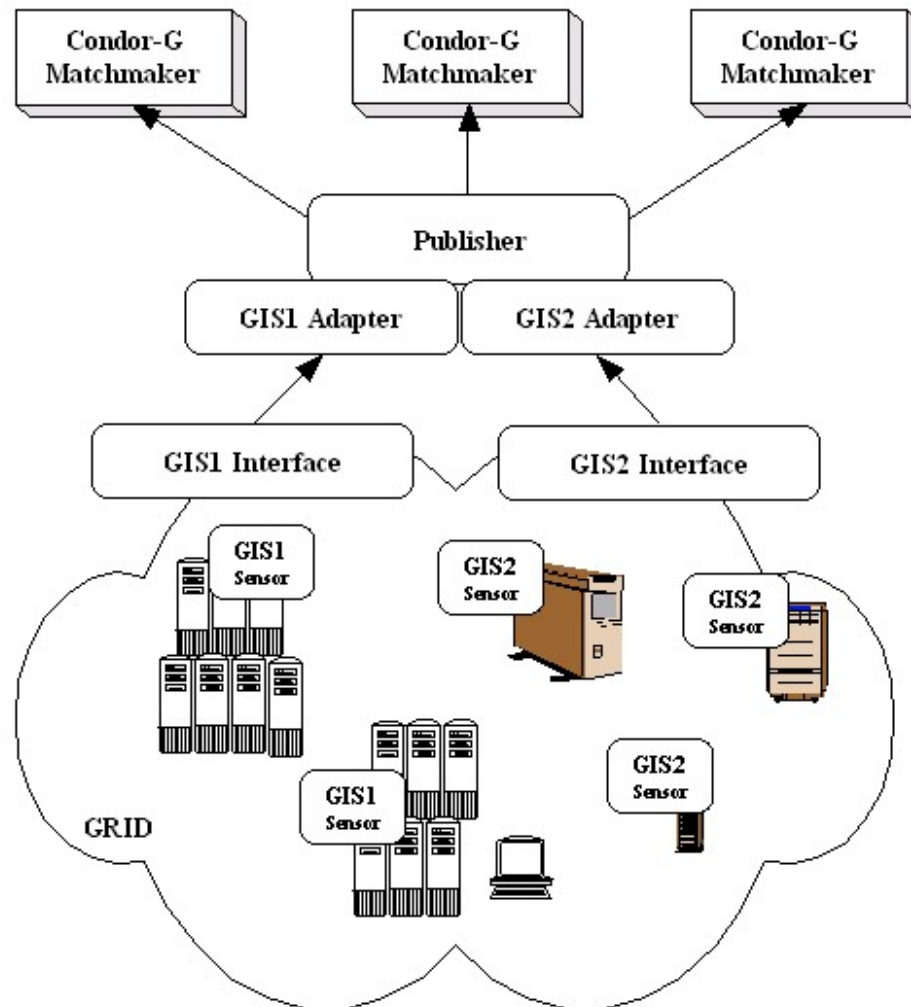 Condor-G
Matchmaker
Condor-G
Matchmaker
Condor-G
Matchmaker
Publisher
GIS1 Adapter
GIS2 Adapter
GIS1 Interface
GIS2 Interface
GIS1
Sensor
GIS2
Sensor
GIS2
Sensor
GIS2
Sensor
GIS1
Sensor
GRID